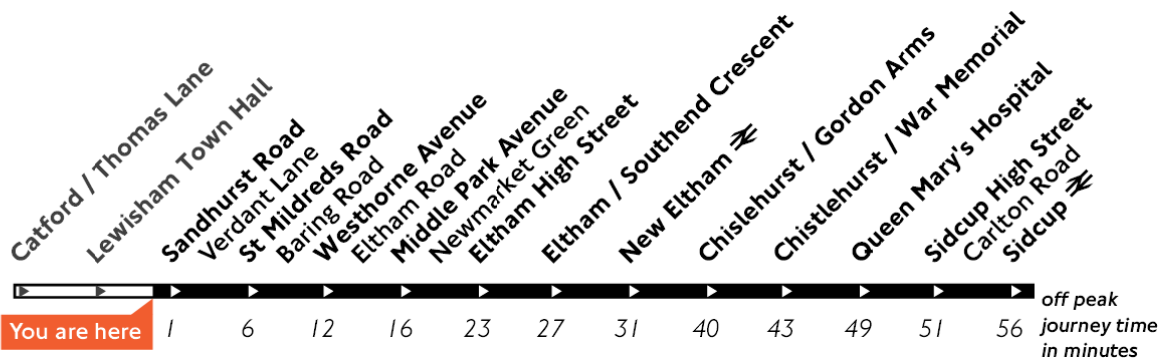 Catford / Thomas Lane
Lewisham Town Hall
Sandhurst Road
Verdant Lane
St Mildreds Road
Baring Road
Westhorne Avenue
Eltham Road
Middle Park Avenue
Newmarket Green
Eltham High Street
Eltham / Southend Crescent
New Eltham
Chislehurst / Gordon Arms
Chistlehurst / War Memorial
Queen Mary's Hospital
Sidcup High Street
Carlton Road
Sidcup
You are here
1 6 12 16 23 27 31 40 43 49 51 56
off peak
journey time
in minutes